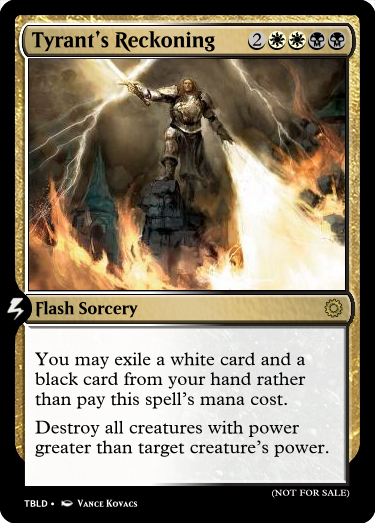 Tyrant's Reckoning 2
Flash Sorcery
You may exile a white card and a
black card from your hand rather
than pay this spell's mana cost.
Destroy all creatures with power
greater than target creature's power.
(NOT FOR SALE)
TBLD • Vance Kovacs